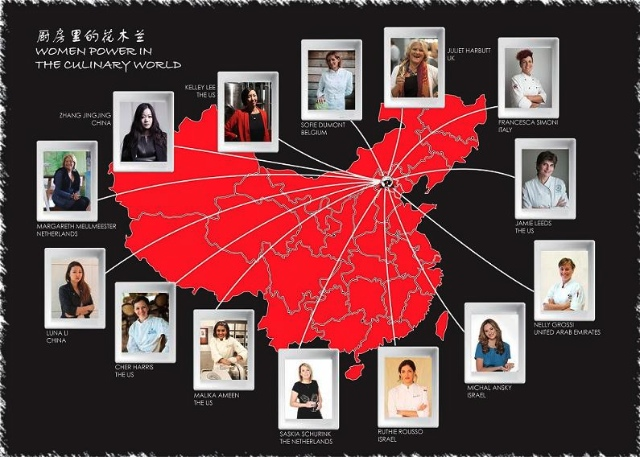 厨房里的花木兰
WOMEN POWER IN
THE CULINARY WORLD
KELLEY LEE
THE US
JULIET HARBUTT
UK
ZHANG JINGJING
CHINA
SOFIE DUMONT
BELGIUM
FRANCESCA SIMONI
ITALY
MARGARETH MEULMEESTER
NETHERLANDS
JAMIE LEEDS
THE US
LUNA LI
CHINA
NELLY GROSSI
UNITED ARAB EMIRATES
CHER HARRIS
THE US
MALIKA AMEEN
THE US
MICHAL ANSKY
ISRAEL
SASKIA SCHURINK
THE NETHERLANDS
RUTHIE ROUSSO
ISRAEL